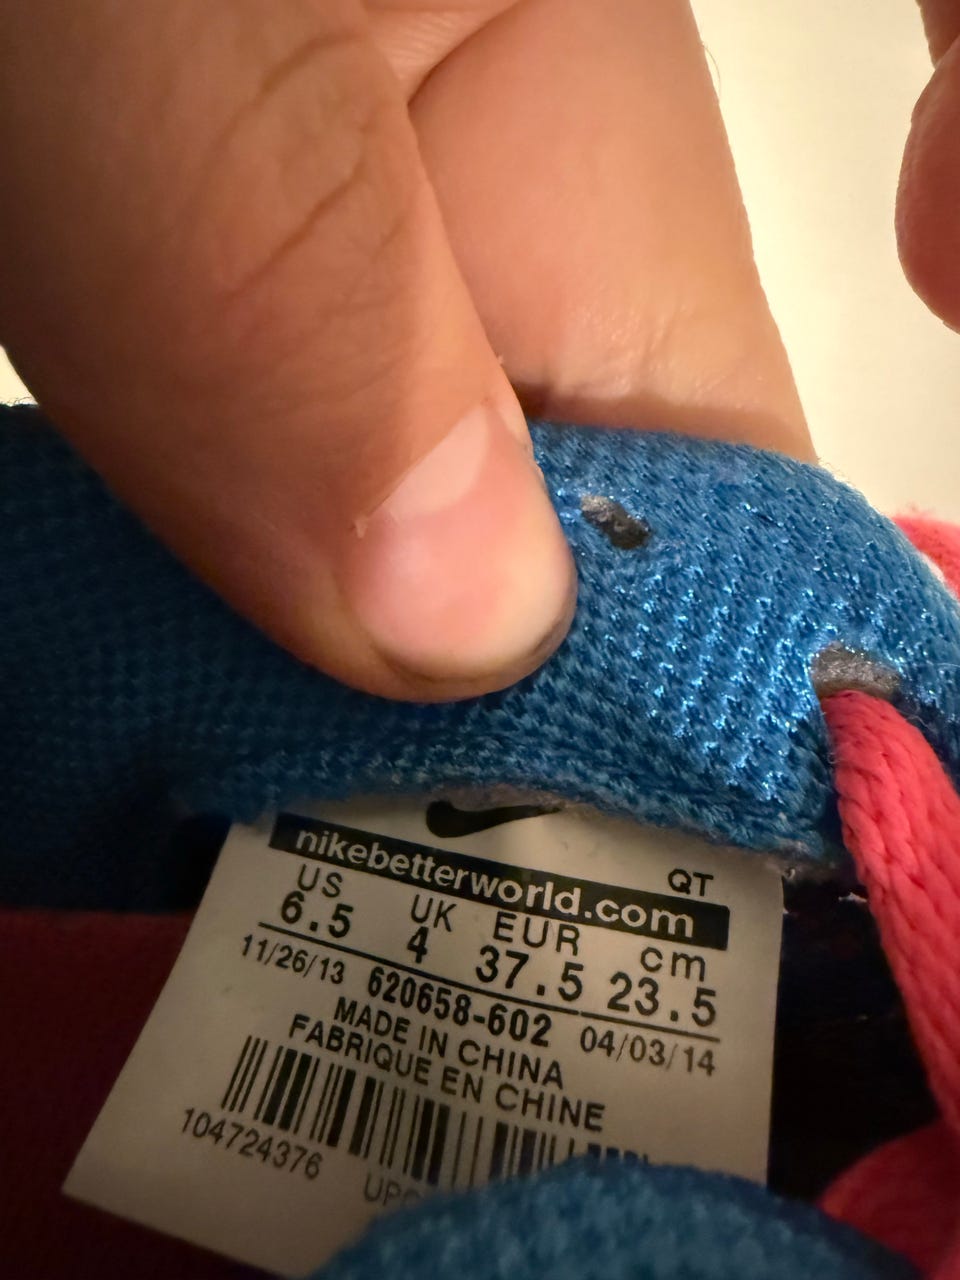 nikebetterworld.com
QT
US UK EUR cm
6.5 4 37.5 23.5
11/26/13 620658-602 04/03/14
MADE IN CHINA
FABRIQUE EN CHINE
104724376